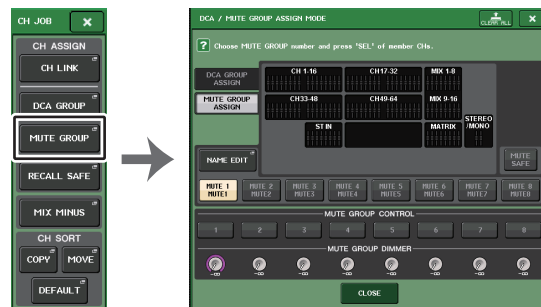 CH JOB
CH ASSIGN
CH LINK
DCA GROUP
MUTE GROUP
RECALL SAFE
MIX MINUS
CH SORT
COPY MOVE
DEFAULT
DCA / MUTE GROUP ASSIGN MODE
CLEAR ALL
? Choose MUTE GROUP number and press "SEL" of member CHs.
DCA GROUP ASSIGN
MUTE GROUP ASSIGN
NAME EDIT
CH 1-16 CH17-32 MIX 1-8
CH33-48 CH49-64 MIX 9-16
STEREO /MONO
ST IN MATRIX
MUTE SAFE
MUTE 1 MUTE 2 MUTE 3 MUTE 4 MUTE 5 MUTE 6 MUTE 7 MUTE 8
MUTE1 MUTE2 MUTE3 MUTE4 MUTE5 MUTE6 MUTE7 MUTE8
MUTE GROUP CONTROL
1 2 3 4 5 6 7 8
MUTE GROUP DIMMER
-∞ -∞ -∞ -∞ -∞ -∞ -∞ -∞
CLOSE